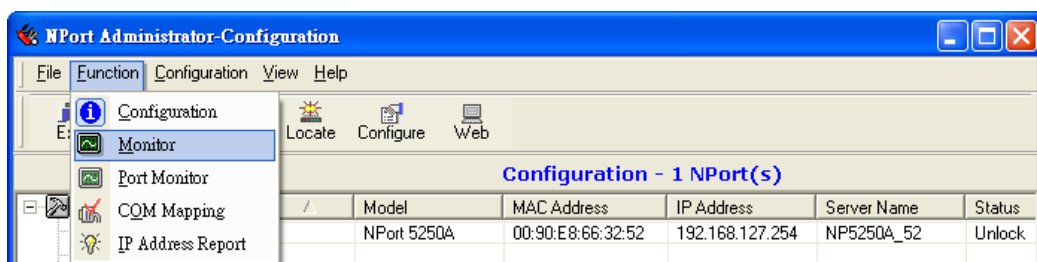 NPort Administrator-Configuration
File Function Configuration View Help
Configuration
Monitor
Port Monitor
COM Mapping
IP Address Report
Locate Configure Web
Configuration - 1 NPort(s)
Model MAC Address IP Address Server Name Status
NPort 5250A 00:90:E8:66:32:52 192.168.127.254 NP5250A_52 Unlock